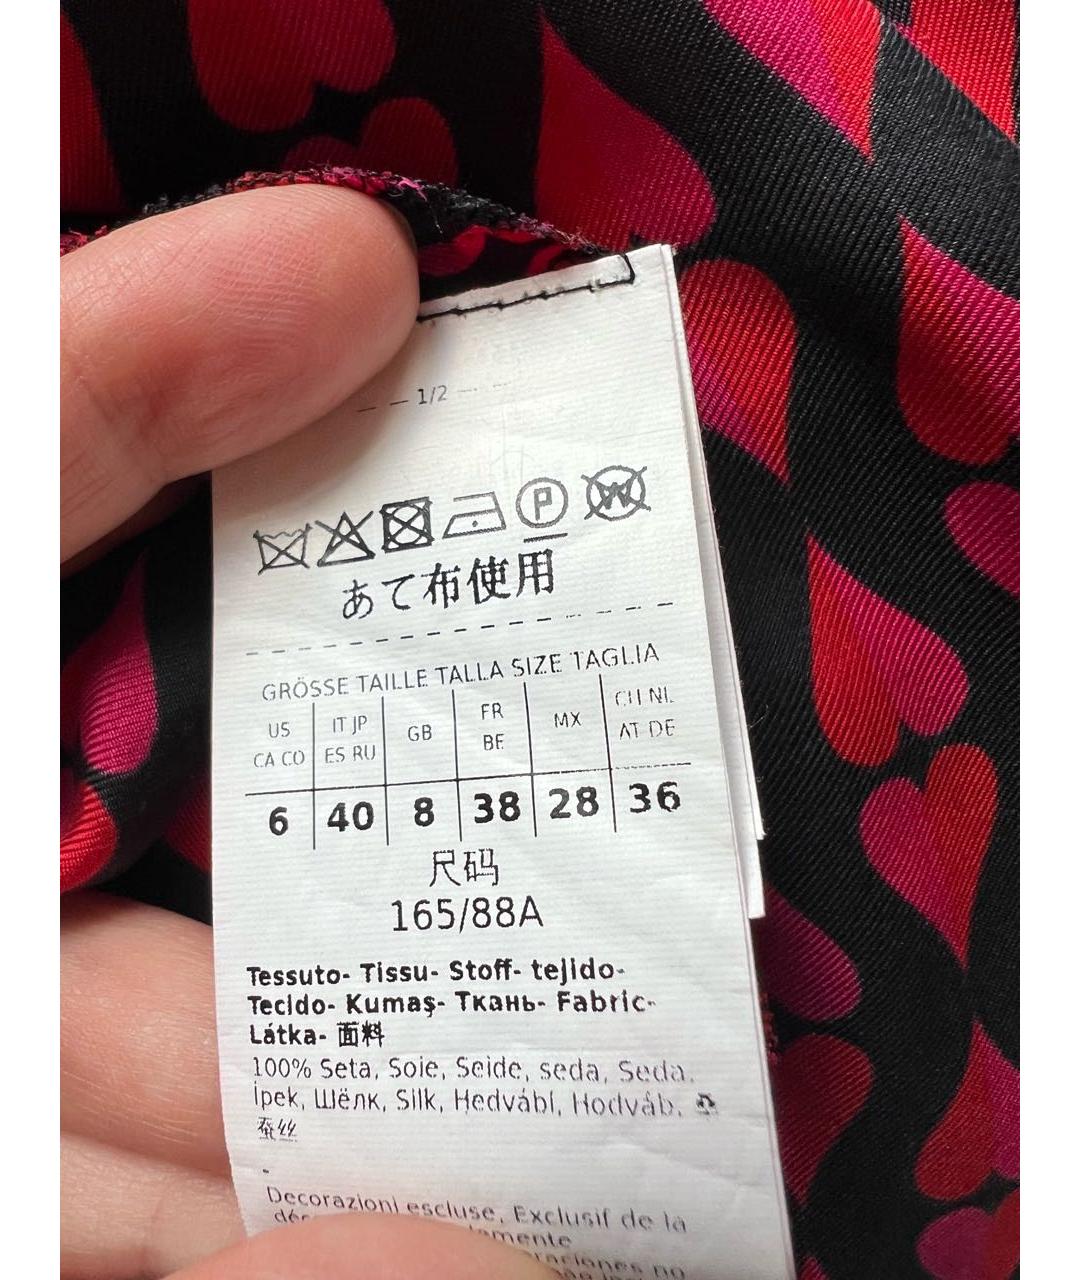 1/2
P W
あて布使用
GRÖSSE TAILLE TALLA SIZE TAGLIA
US CA CO IT JP ES RU GB FR BE MX CH NL AT DE
6 40 8 38 28 36
尺码
165/88A
Tessuto- Tissu- Stoff- tejido-
Tecido- Kumaş- Ткань- Fabric-
Látka- 面料
100% Seta, Soie, Seide, seda, Seda,
İpek, Шёлк, Silk, Hedvábí, Hodváb,
蚕丝
-
Decorazioni escluse, Exclusif de la